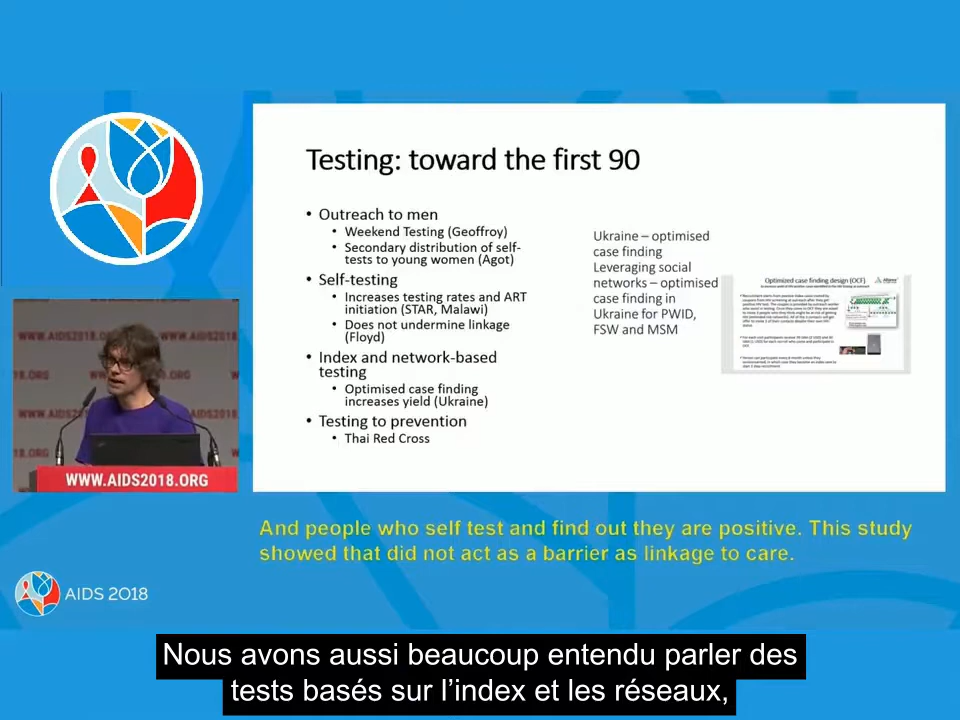 Testing: toward the first 90
• Outreach to men
• Weekend Testing (Geoffroy)
• Secondary distribution of self-
tests to young women (Agot)
• Self-testing
• Increases testing rates and ART
initiation (STAR, Malawi)
• Does not undermine linkage
(Floyd)
• Index and network-based
testing
• Optimised case finding
increases yield (Ukraine)
• Testing to prevention
• Thai Red Cross
Ukraine – optimised
case finding
Leveraging social
networks – optimised
case finding in
Ukraine for PWID,
FSW and MSM
Optimized case finding design (OCF)
WWW.AIDS2018.ORG
And people who self test and find out they are positive. This study
showed that did not act as a barrier as linkage to care.
AIDS 2018
Nous avons aussi beaucoup entendu parler des
tests basés sur l’index et les réseaux,